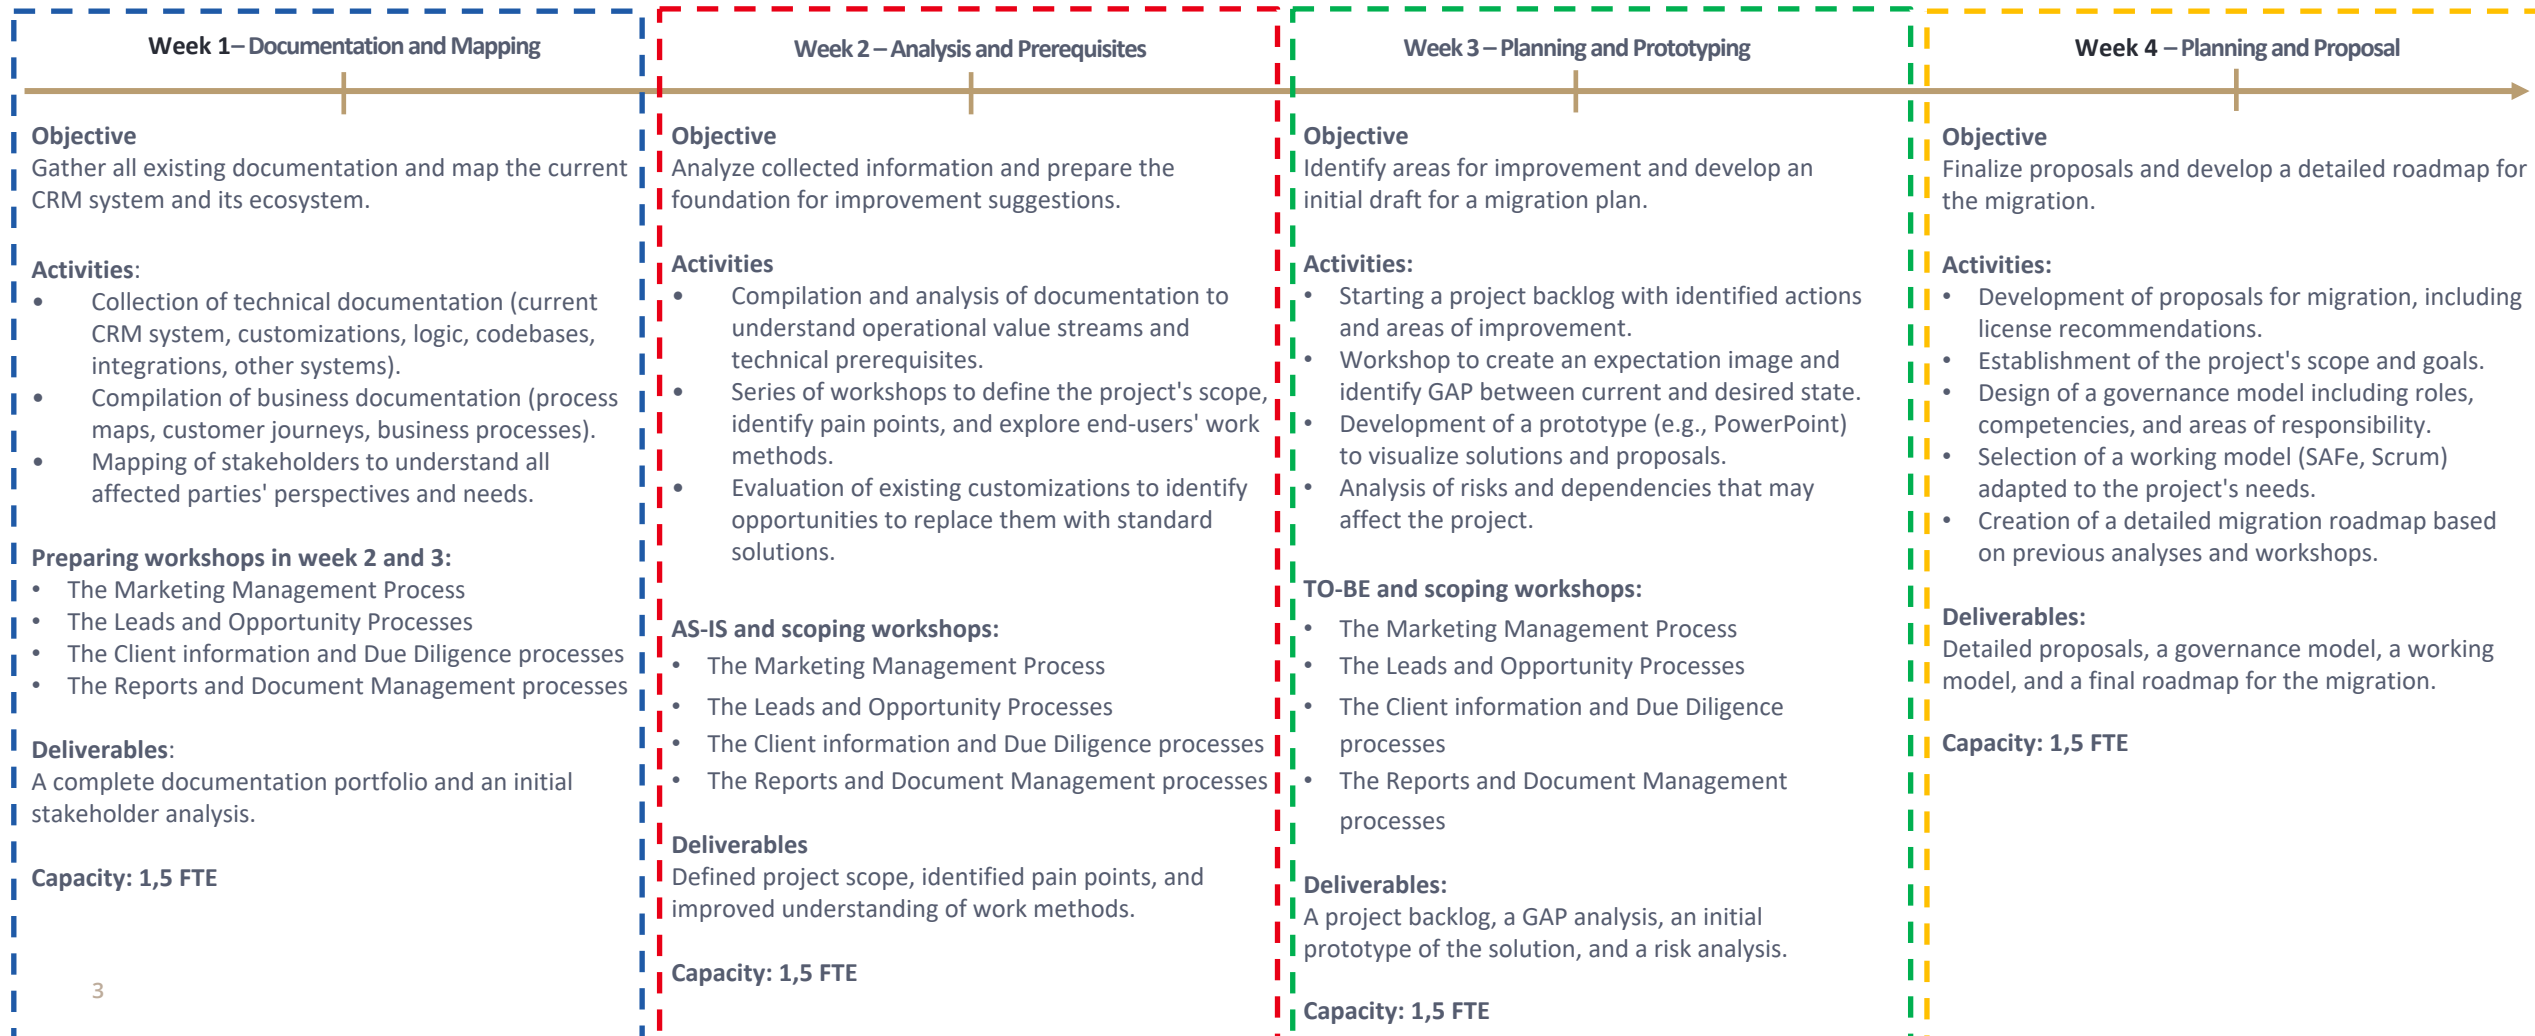 Week 1– Documentation and Mapping
Objective
Gather all existing documentation and map the current
CRM system and its ecosystem.
Activities:
• Collection of technical documentation (current
CRM system, customizations, logic, codebases,
integrations, other systems).
• Compilation of business documentation (process
maps, customer journeys, business processes).
• Mapping of stakeholders to understand all
affected parties' perspectives and needs.
Preparing workshops in week 2 and 3:
• The Marketing Management Process
• The Leads and Opportunity Processes
• The Client information and Due Diligence processes
• The Reports and Document Management processes
Deliverables:
A complete documentation portfolio and an initial
stakeholder analysis.
Capacity: 1,5 FTE
3
Week 2 – Analysis and Prerequisites
Objective
Analyze collected information and prepare the
foundation for improvement suggestions.
Activities
• Compilation and analysis of documentation to
understand operational value streams and
technical prerequisites.
• Series of workshops to define the project's scope,
identify pain points, and explore end-users' work
methods.
• Evaluation of existing customizations to identify
opportunities to replace them with standard
solutions.
AS-IS and scoping workshops:
• The Marketing Management Process
• The Leads and Opportunity Processes
• The Client information and Due Diligence processes
• The Reports and Document Management processes
Deliverables
Defined project scope, identified pain points, and
improved understanding of work methods.
Capacity: 1,5 FTE
Week 3 – Planning and Prototyping
Objective
Identify areas for improvement and develop an
initial draft for a migration plan.
Activities:
• Starting a project backlog with identified actions
and areas of improvement.
• Workshop to create an expectation image and
identify GAP between current and desired state.
• Development of a prototype (e.g., PowerPoint)
to visualize solutions and proposals.
• Analysis of risks and dependencies that may
affect the project.
TO-BE and scoping workshops:
• The Marketing Management Process
• The Leads and Opportunity Processes
• The Client information and Due Diligence
processes
• The Reports and Document Management
processes
Deliverables:
A project backlog, a GAP analysis, an initial
prototype of the solution, and a risk analysis.
Capacity: 1,5 FTE
Week 4 – Planning and Proposal
Objective
Finalize proposals and develop a detailed roadmap for
the migration.
Activities:
• Development of proposals for migration, including
license recommendations.
• Establishment of the project's scope and goals.
• Design of a governance model including roles,
competencies, and areas of responsibility.
• Selection of a working model (SAFe, Scrum)
adapted to the project's needs.
• Creation of a detailed migration roadmap based
on previous analyses and workshops.
Deliverables:
Detailed proposals, a governance model, a working
model, and a final roadmap for the migration.
Capacity: 1,5 FTE